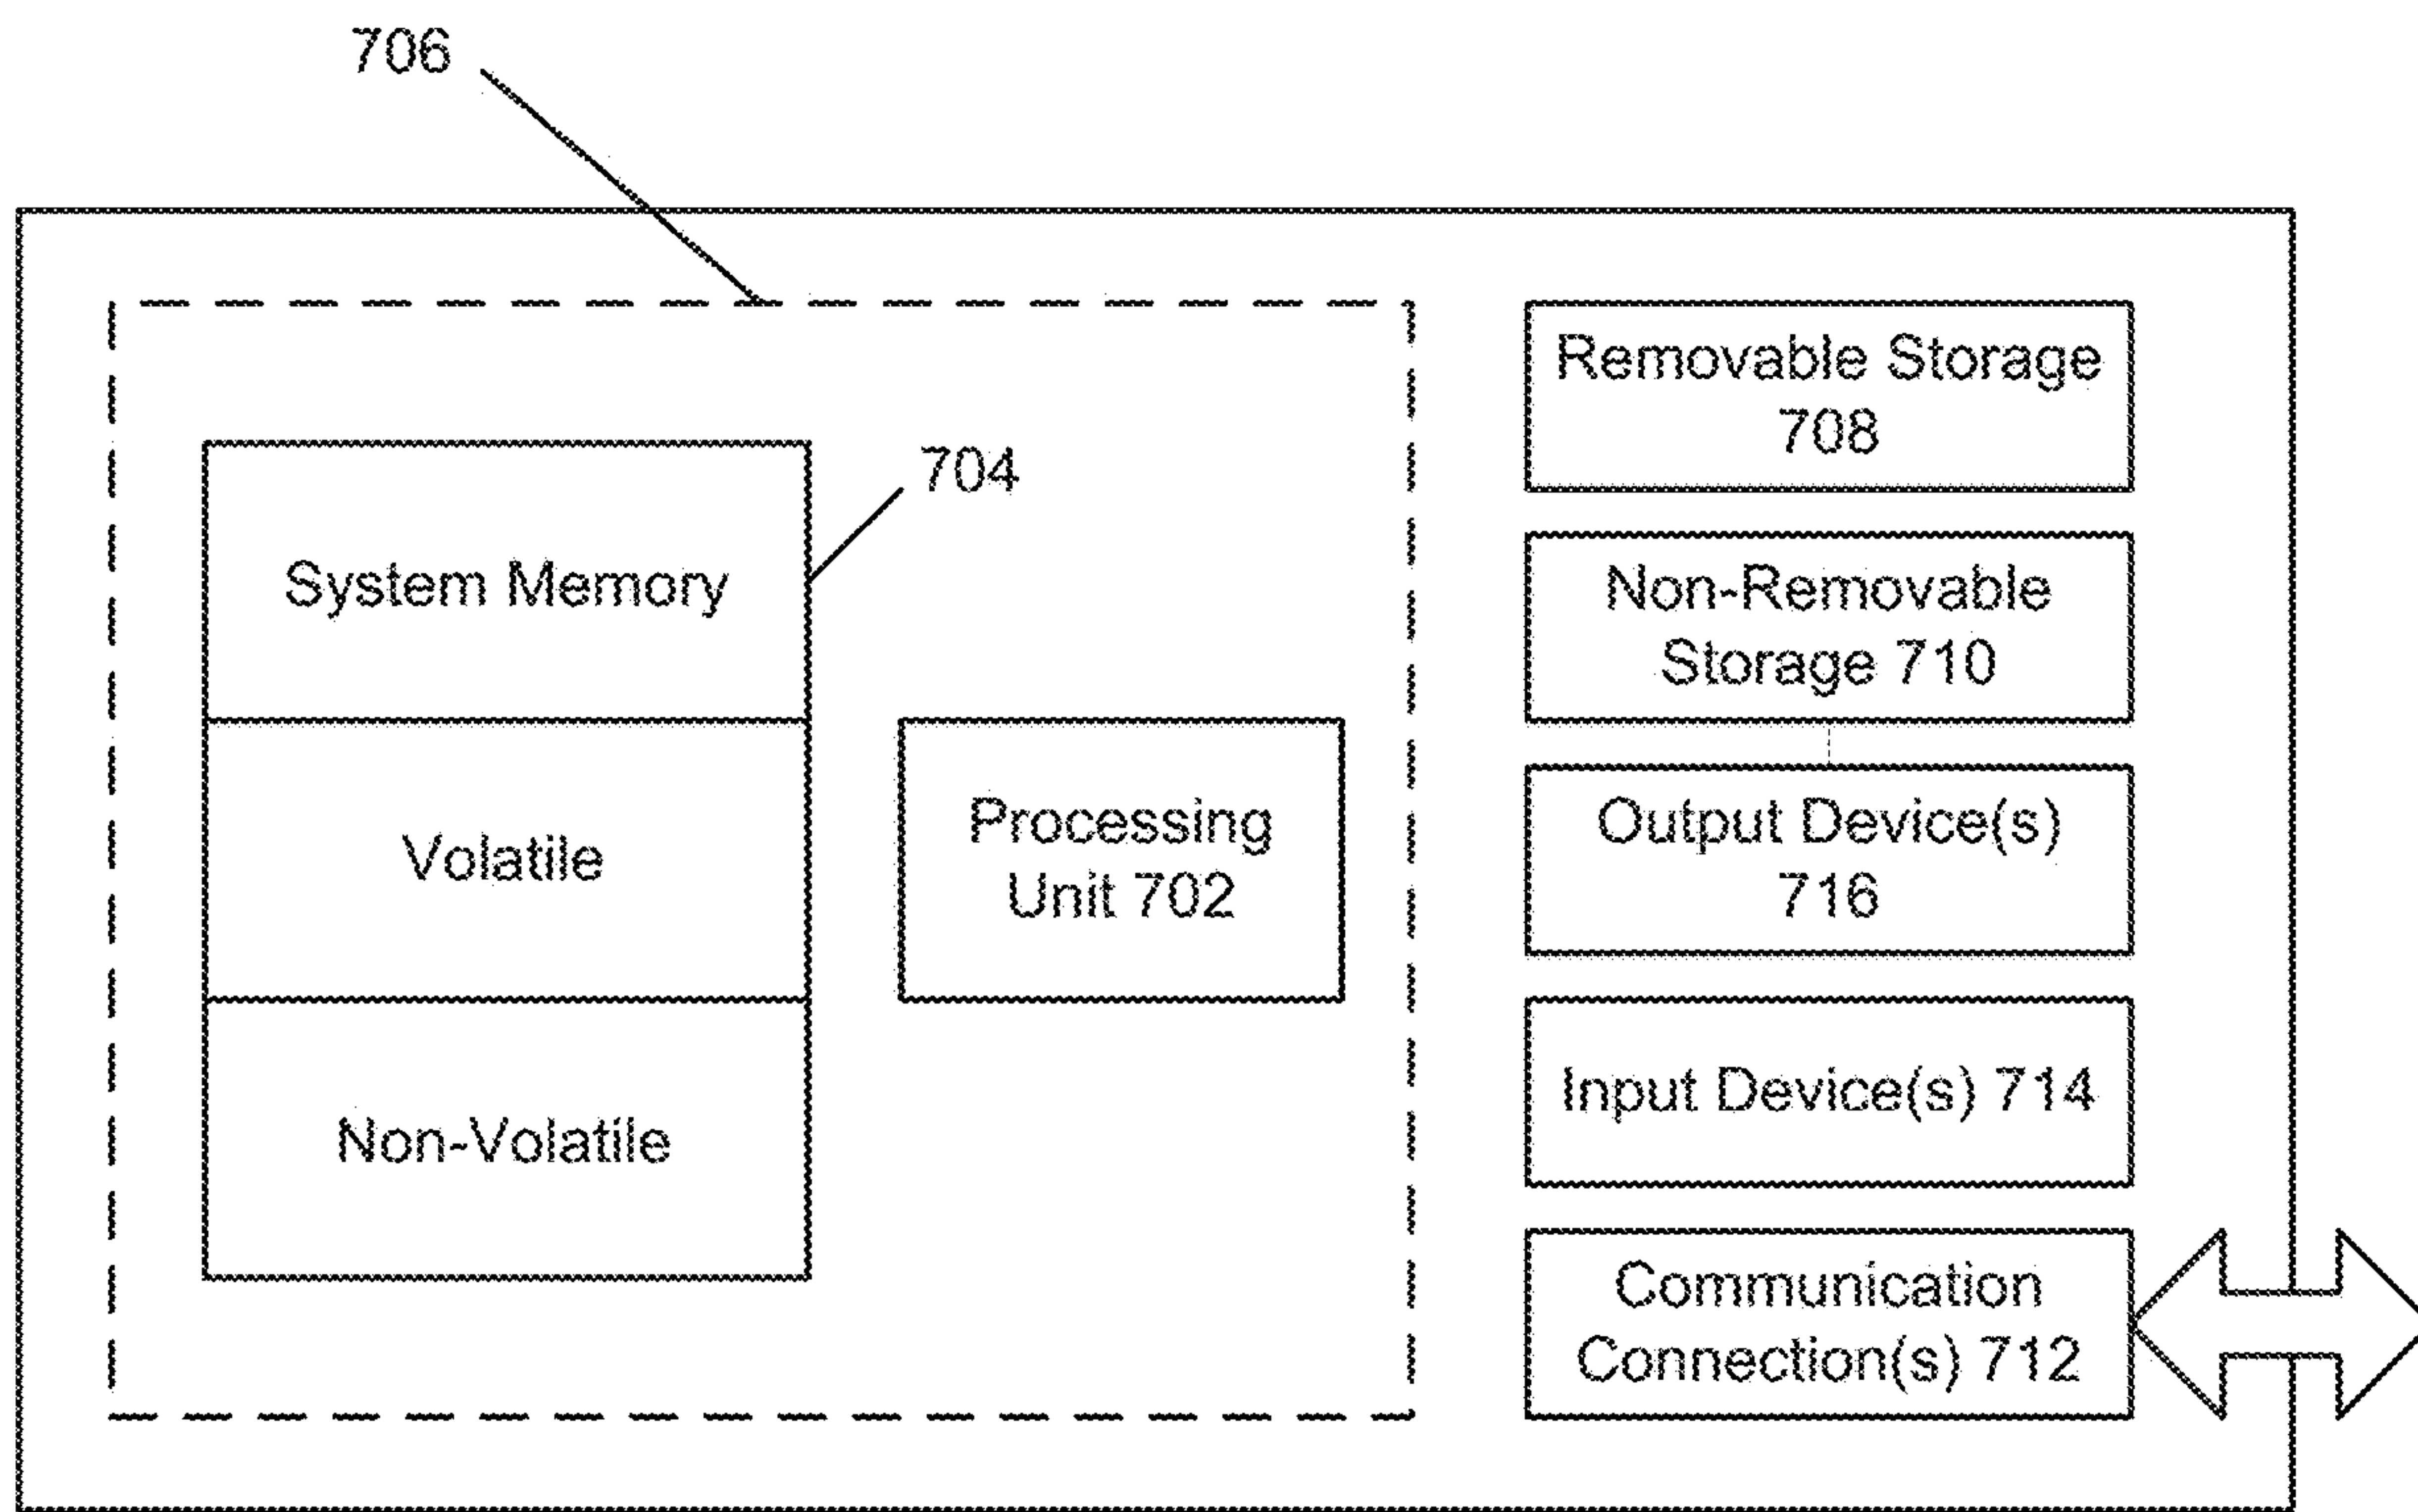 706
704
System Memory
Volatile
Non-Volatile
Processing
Unit 702
Removable Storage
708
Non-Removable
Storage 710
Output Device(s)
716
Input Device(s) 714
Communication
Connection(s) 712